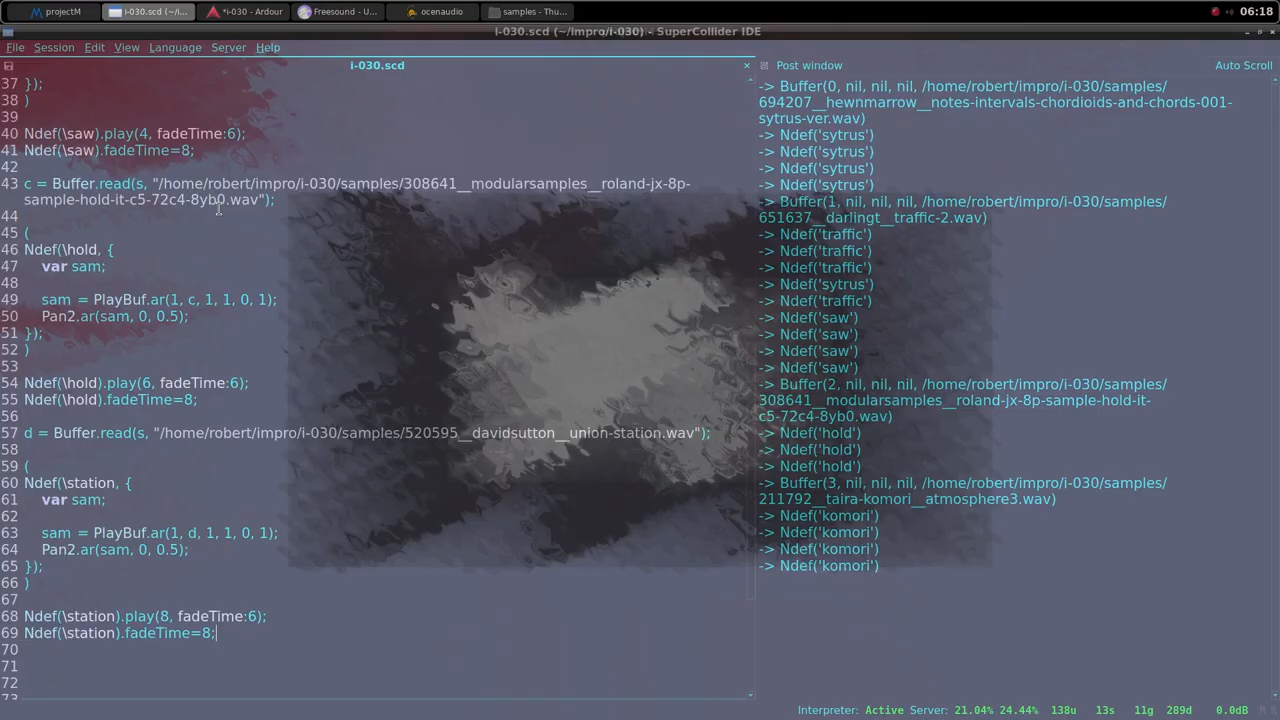 projectM
i-030.scd (~/i...
*i-030 - Ardour
Freesound - U...
ocenaudio
samples - Thu...
06:18
i-030.scd (~/impro/i-030) - SuperCollider IDE
File Session Edit View Language Server Help
i-030.scd
37 });
38 )
39
40 Ndef(\saw).play(4, fadeTime:6);
41 Ndef(\saw).fadeTime=8;
42
43 c = Buffer.read(s, "/home/robert/impro/i-030/samples/308641__modularsamples__roland-jx-8p-
sample-hold-it-c5-72c4-8yb0.wav");
44
45 (
46 Ndef(\hold, {
47 var sam;
48
49 sam = PlayBuf.ar(1, c, 1, 1, 0, 1);
50 Pan2.ar(sam, 0, 0.5);
51 });
52 )
53
54 Ndef(\hold).play(6, fadeTime:6);
55 Ndef(\hold).fadeTime=8;
56
57 d = Buffer.read(s, "/home/robert/impro/i-030/samples/520595__davidsutton__union-station.wav");
58
59 (
60 Ndef(\station, {
61 var sam;
62
63 sam = PlayBuf.ar(1, d, 1, 1, 0, 1);
64 Pan2.ar(sam, 0, 0.5);
65 });
66 )
67
68 Ndef(\station).play(8, fadeTime:6);
69 Ndef(\station).fadeTime=8;
70
71
72
73
Post window
Auto Scroll
-> Buffer(0, nil, nil, nil, /home/robert/impro/i-030/samples/
694207__hewnmarrow__notes-intervals-chordioids-and-chords-001-
sytrus-ver.wav)
-> Ndef('sytrus')
-> Ndef('sytrus')
-> Ndef('sytrus')
-> Ndef('sytrus')
-> Buffer(1, nil, nil, nil, /home/robert/impro/i-030/samples/
651637__darlingt__traffic-2.wav)
-> Ndef('traffic')
-> Ndef('traffic')
-> Ndef('traffic')
-> Ndef('sytrus')
-> Ndef('traffic')
-> Ndef('saw')
-> Ndef('saw')
-> Ndef('saw')
-> Ndef('saw')
-> Buffer(2, nil, nil, nil, /home/robert/impro/i-030/samples/
308641__modularsamples__roland-jx-8p-sample-hold-it-
c5-72c4-8yb0.wav)
-> Ndef('hold')
-> Ndef('hold')
-> Ndef('hold')
-> Buffer(3, nil, nil, nil, /home/robert/impro/i-030/samples/
211792__taira-komori__atmosphere3.wav)
-> Ndef('komori')
-> Ndef('komori')
-> Ndef('komori')
-> Ndef('komori')
Interpreter: Active Server: 21.04% 24.44% 138u 13s 11g 289d 0.0dB